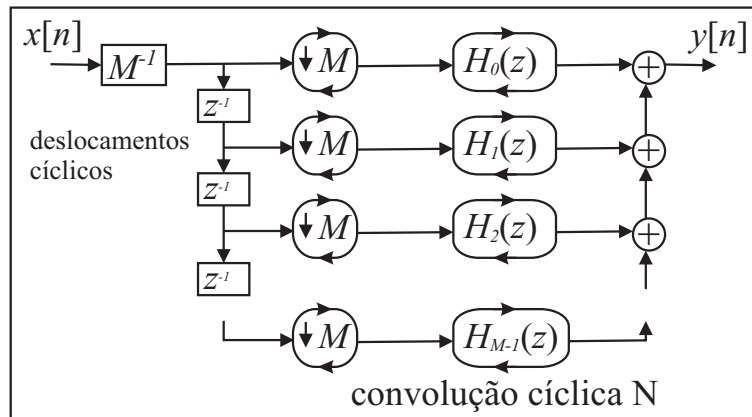 x[n] M⁻¹ ↓M H₀(z) + y[n]
z⁻¹
deslocamentos
cíclicos
↓M H₁(z) +
z⁻¹
↓M H₂(z) +
z⁻¹
↓M H_{M-1}(z)
convolução cíclica N